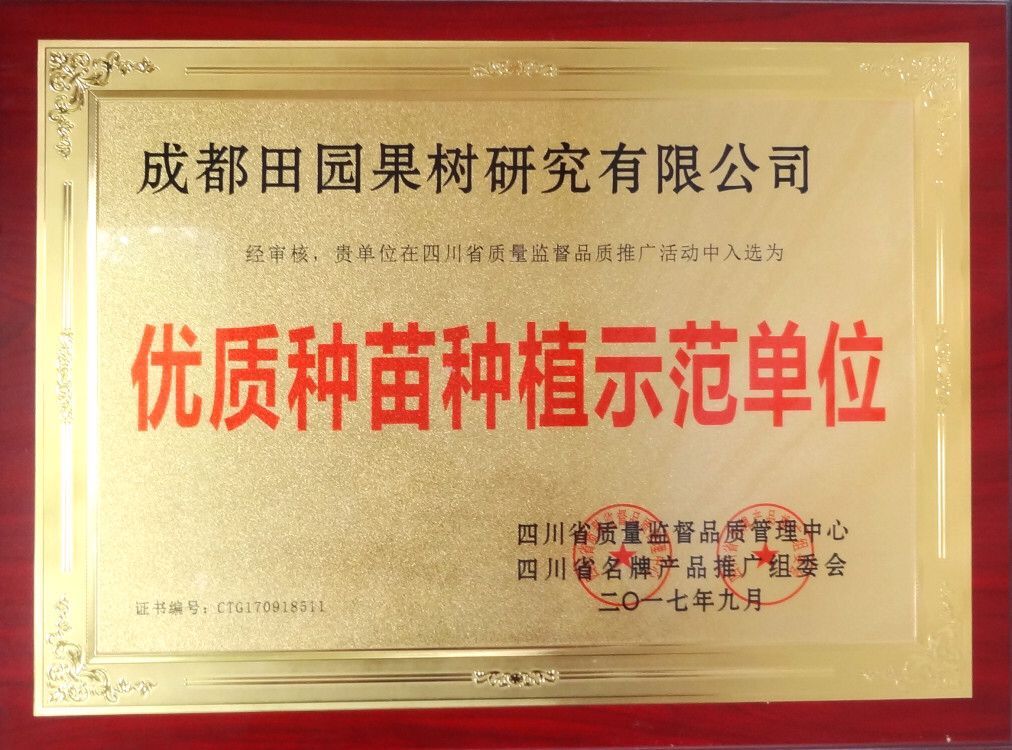 成都田园果树研究有限公司
经审核，贵单位在四川省质量监督品质推广活动中入选为
优质种苗种植示范单位
四川省质量监督品质管理中心
四川省名牌产品推广组委会
二〇一七年九月
证书编号：CTG170918511